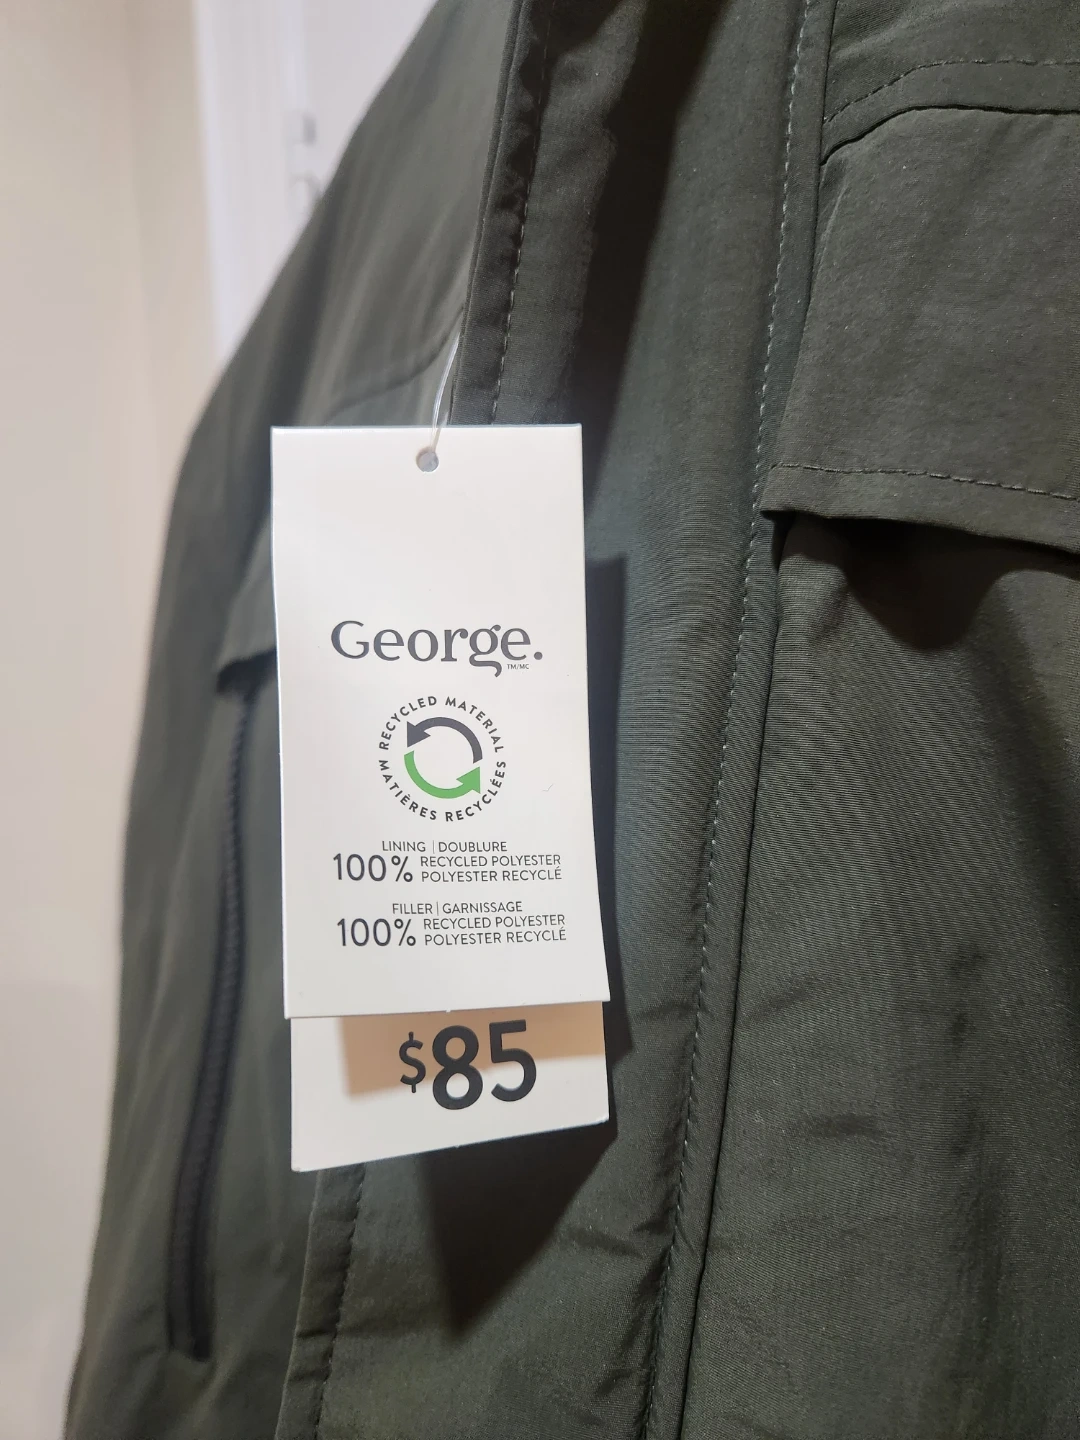 George.
TM/MC
RECYCLED MATERIAL
MATIÈRES RECYCLÉES
LINING | DOUBLURE
100% RECYCLED POLYESTER
POLYESTER RECYCLÉ
FILLER | GARNISSAGE
100% RECYCLED POLYESTER
POLYESTER RECYCLÉ
$85